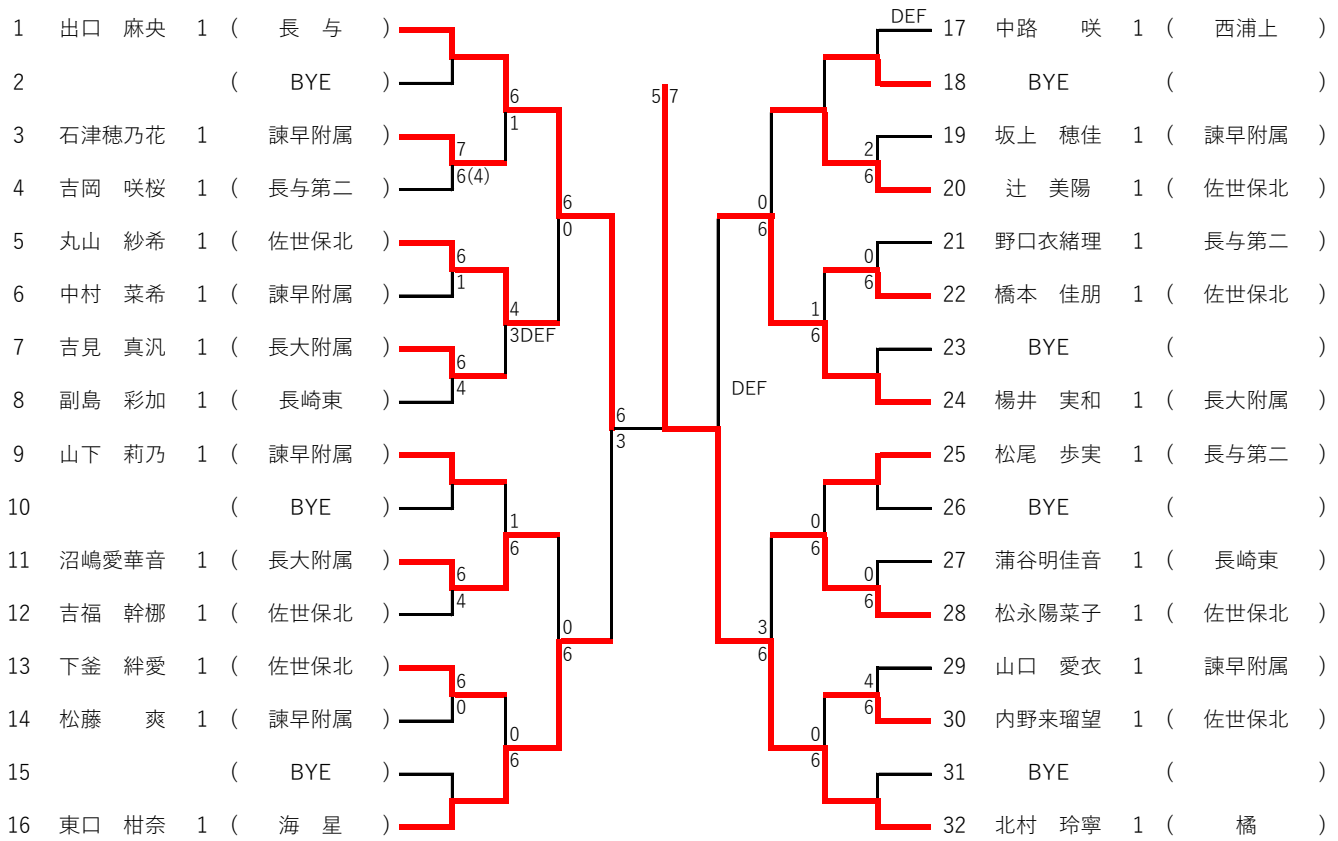 1 出口 麻央 1 ( 長 与 )
2 ( BYE )
3 石津穂乃花 1 諫早附属 )
4 吉岡 咲桜 1 ( 長与第二 )
5 丸山 紗希 1 ( 佐世保北 )
6 中村 菜希 1 ( 諫早附属 )
7 吉見 真汎 1 ( 長大附属 )
8 副島 彩加 1 ( 長崎東 )
9 山下 莉乃 1 ( 諫早附属 )
10 ( BYE )
11 沼嶋愛華音 1 ( 長大附属 )
12 吉福 幹梛 1 ( 佐世保北 )
13 下釜 絆愛 1 ( 佐世保北 )
14 松藤 爽 1 ( 諫早附属 )
15 ( BYE )
16 東口 柑奈 1 ( 海 星 )
7
6(4)
6
1
6
4
6
4
6
0
6
1
4
3DEF
1
6
0
6
6
0
0
6
6
3
5 7
DEF
0
6
3
6
1
6
0
6
0
6
DEF
2
6
0
6
0
6
4
6
17 中路 咲 1 ( 西浦上 )
18 BYE ( )
19 坂上 穂佳 1 ( 諫早附属 )
20 辻 美陽 1 ( 佐世保北 )
21 野口衣緒理 1 長与第二 )
22 橋本 佳朋 1 ( 佐世保北 )
23 BYE ( )
24 楊井 実和 1 ( 長大附属 )
25 松尾 歩実 1 ( 長与第二 )
26 BYE ( )
27 蒲谷明佳音 1 ( 長崎東 )
28 松永陽菜子 1 ( 佐世保北 )
29 山口 愛衣 1 諫早附属 )
30 内野来瑠望 1 ( 佐世保北 )
31 BYE ( )
32 北村 玲寧 1 ( 橘 )